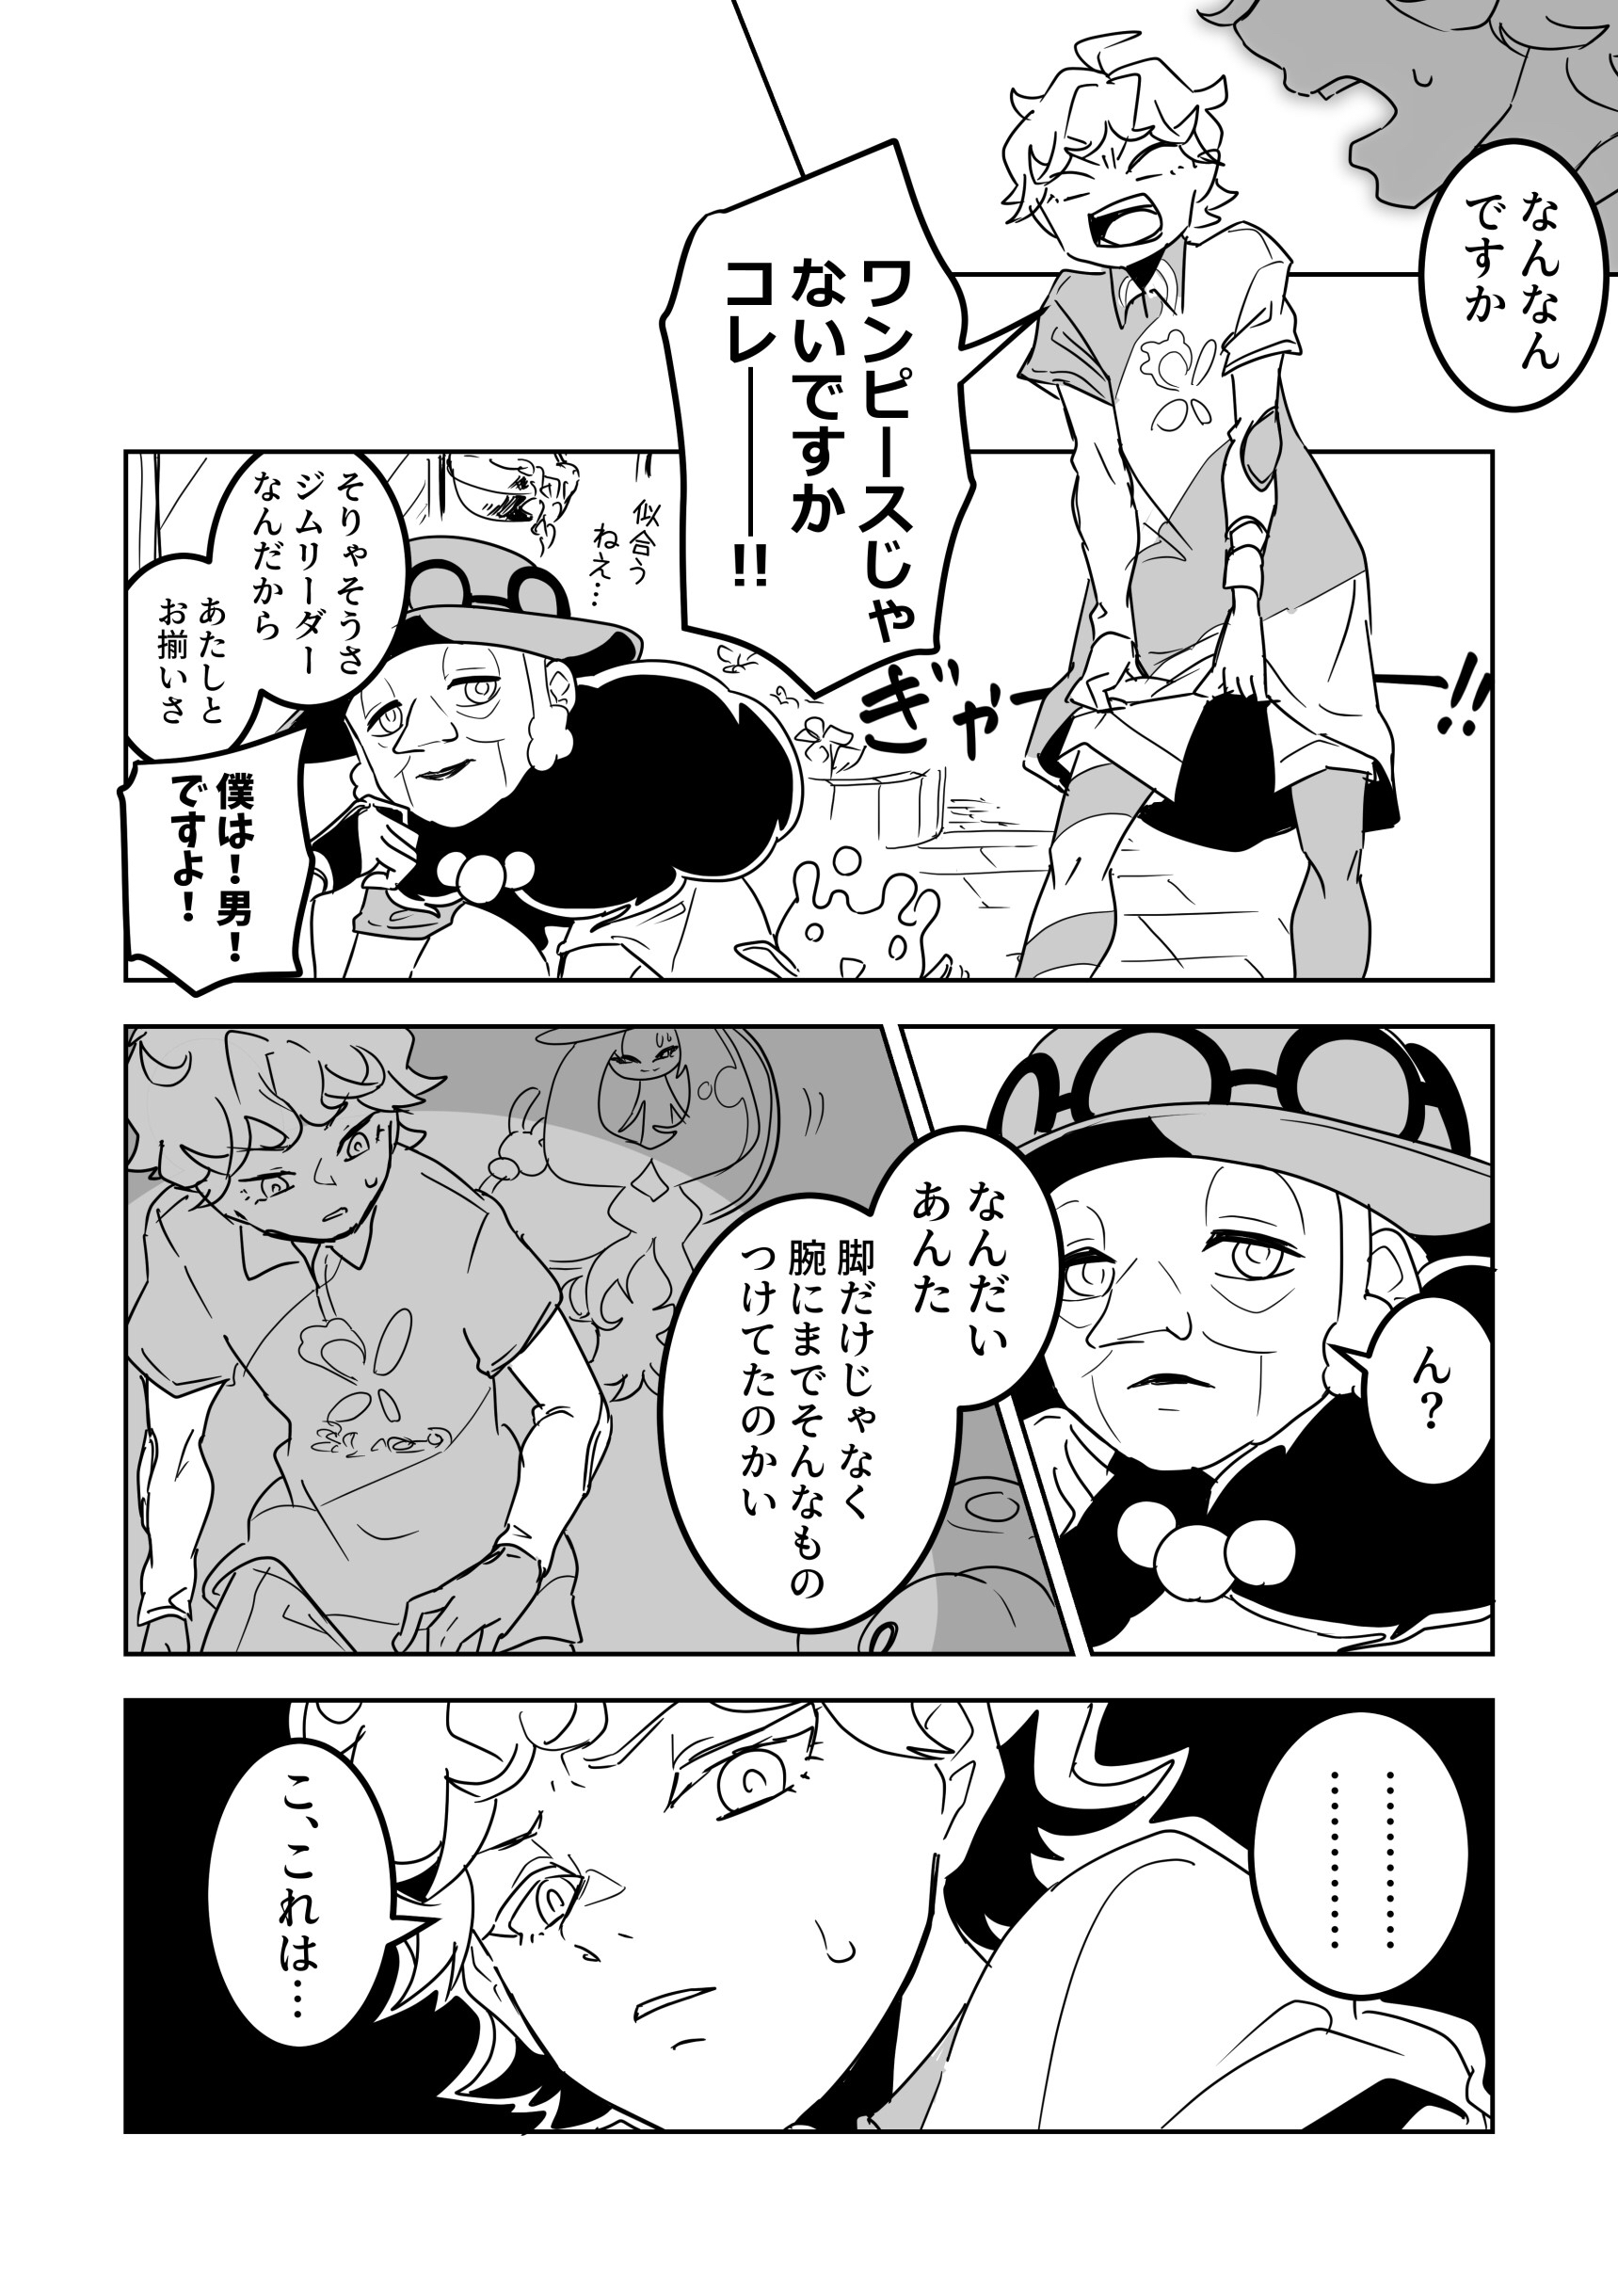 なんなん
ですか
ワンピースじゃ
ないですか
コレ――――!!
ぎゃー!!
似合う
ねえ…
そりゃそうさ
ジムリーダー
なんだから
あたしと
お揃いさ
僕は！男！
ですよ！
ん？
なんだい
あんた
脚だけじゃなく
腕にまでそんなもの
つけてたのかい
…………
…………
こ、これは…